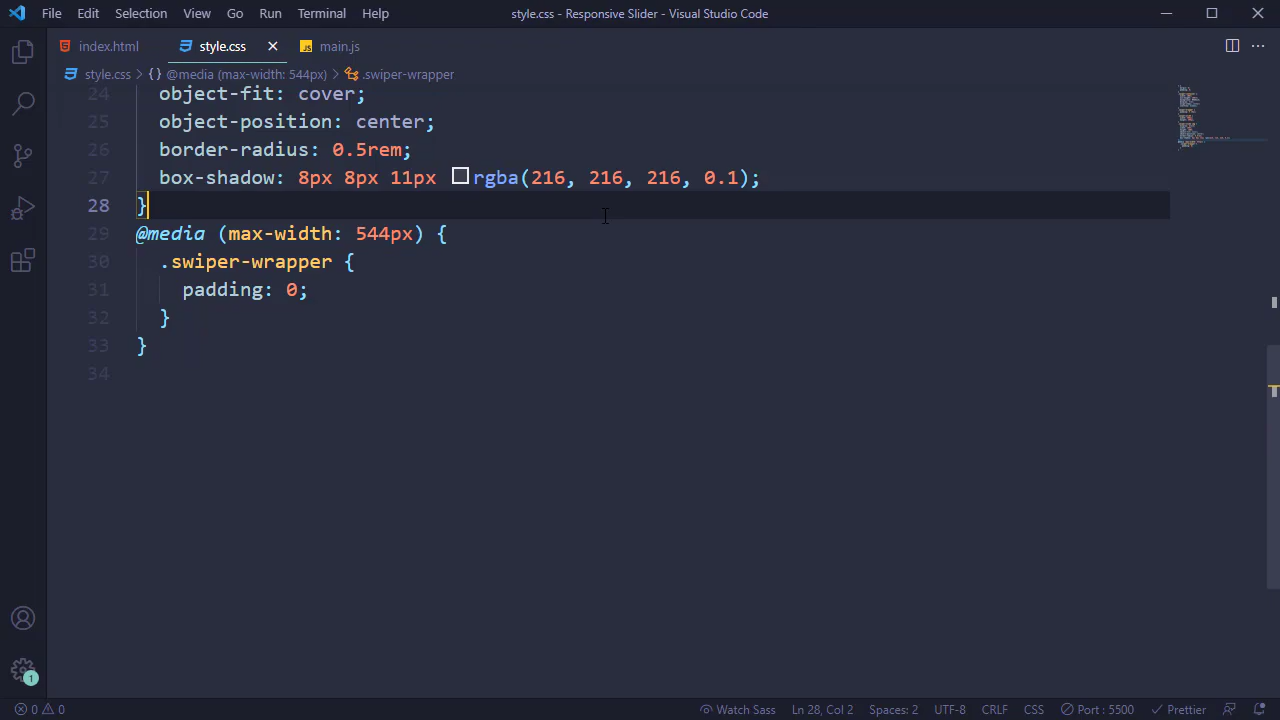 File Edit Selection View Go Run Terminal Help style.css - Responsive Slider - Visual Studio Code
index.html style.css JS main.js
style.css > {} @media (max-width: 544px) > .swiper-wrapper
24 object-fit: cover;
25 object-position: center;
26 border-radius: 0.5rem;
27 box-shadow: 8px 8px 11px rgba(216, 216, 216, 0.1);
28 }
29 @media (max-width: 544px) {
30 .swiper-wrapper {
31 padding: 0;
32 }
33 }
34
1
0 0 Watch Sass Ln 28, Col 2 Spaces: 2 UTF-8 CRLF CSS Port : 5500 Prettier